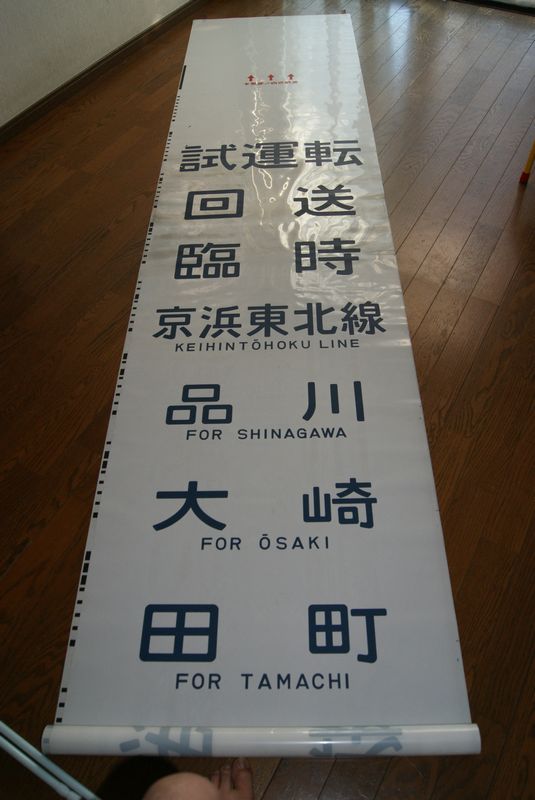 試運転
回送
臨時
京浜東北線
KEIHINTŌHOKU LINE
品川
FOR SHINAGAWA
大崎
FOR ŌSAKI
田町
FOR TAMACHI